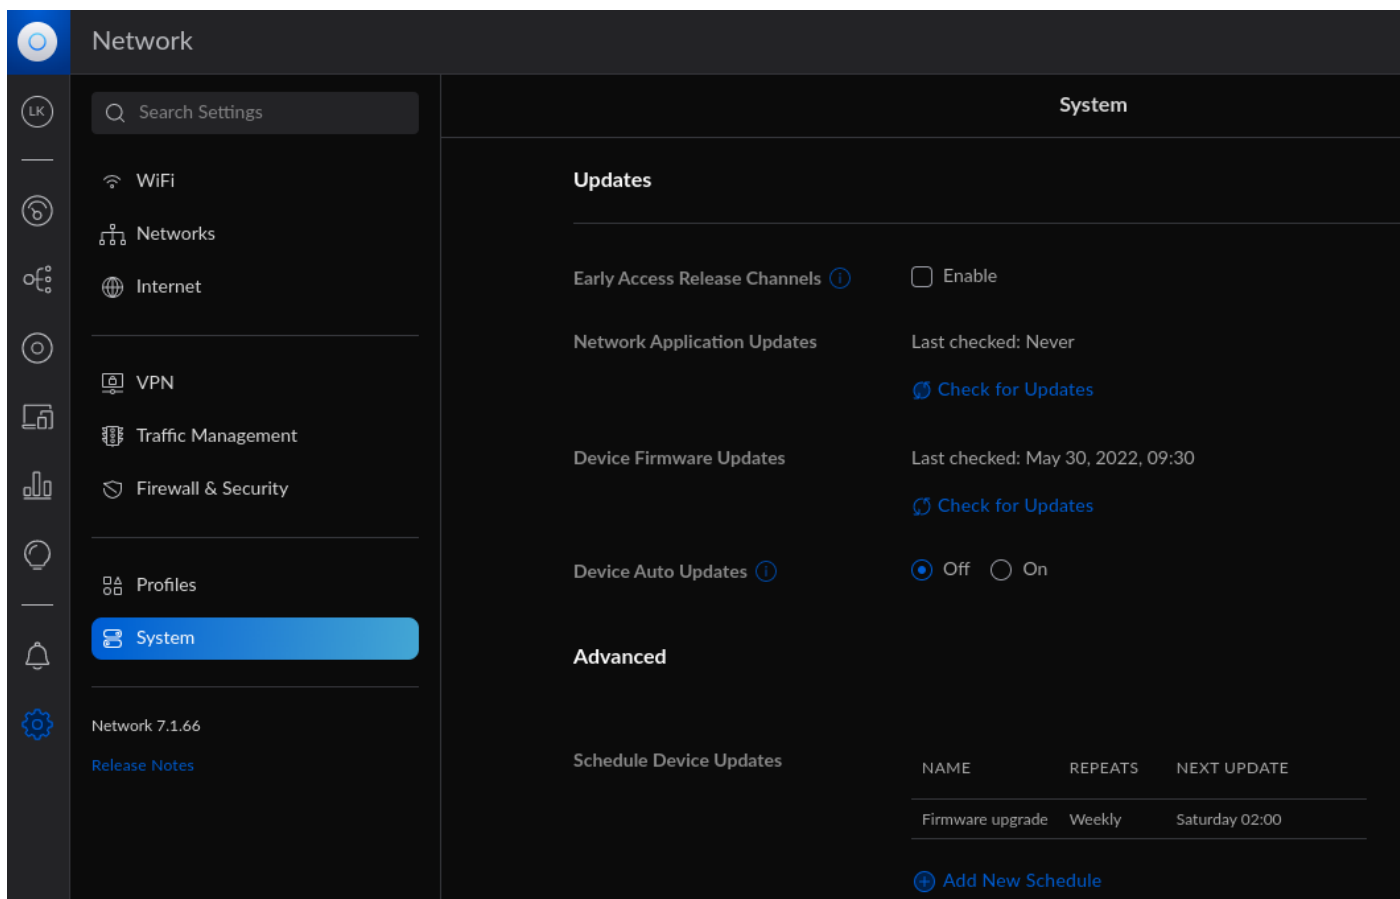 Network
LK
Search Settings
System
WiFi
Networks
Internet
VPN
Traffic Management
Firewall & Security
Profiles
System
Network 7.1.66
Release Notes
Updates
Early Access Release Channels
Enable
Network Application Updates
Last checked: Never
Check for Updates
Device Firmware Updates
Last checked: May 30, 2022, 09:30
Check for Updates
Device Auto Updates
Off On
Advanced
Schedule Device Updates
NAME REPEATS NEXT UPDATE
Firmware upgrade Weekly Saturday 02:00
Add New Schedule